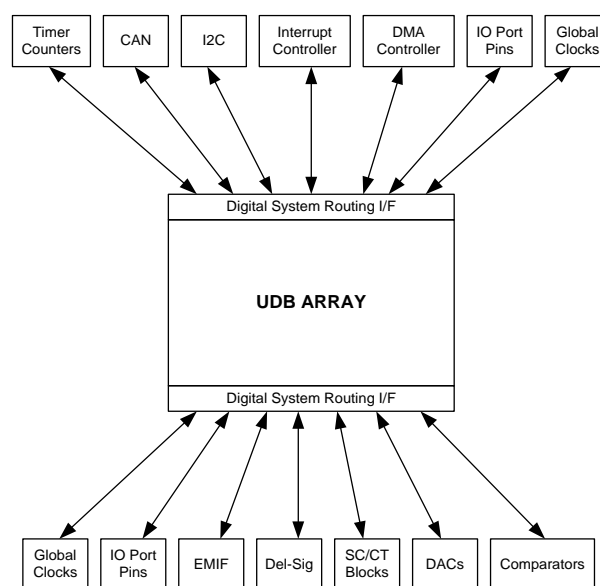 Timer
Counters
CAN
I2C
Interrupt
Controller
DMA
Controller
IO Port
Pins
Global
Clocks
Digital System Routing I/F
UDB ARRAY
Digital System Routing I/F
Global
Clocks
IO Port
Pins
EMIF
Del-Sig
SC/CT
Blocks
DACs
Comparators